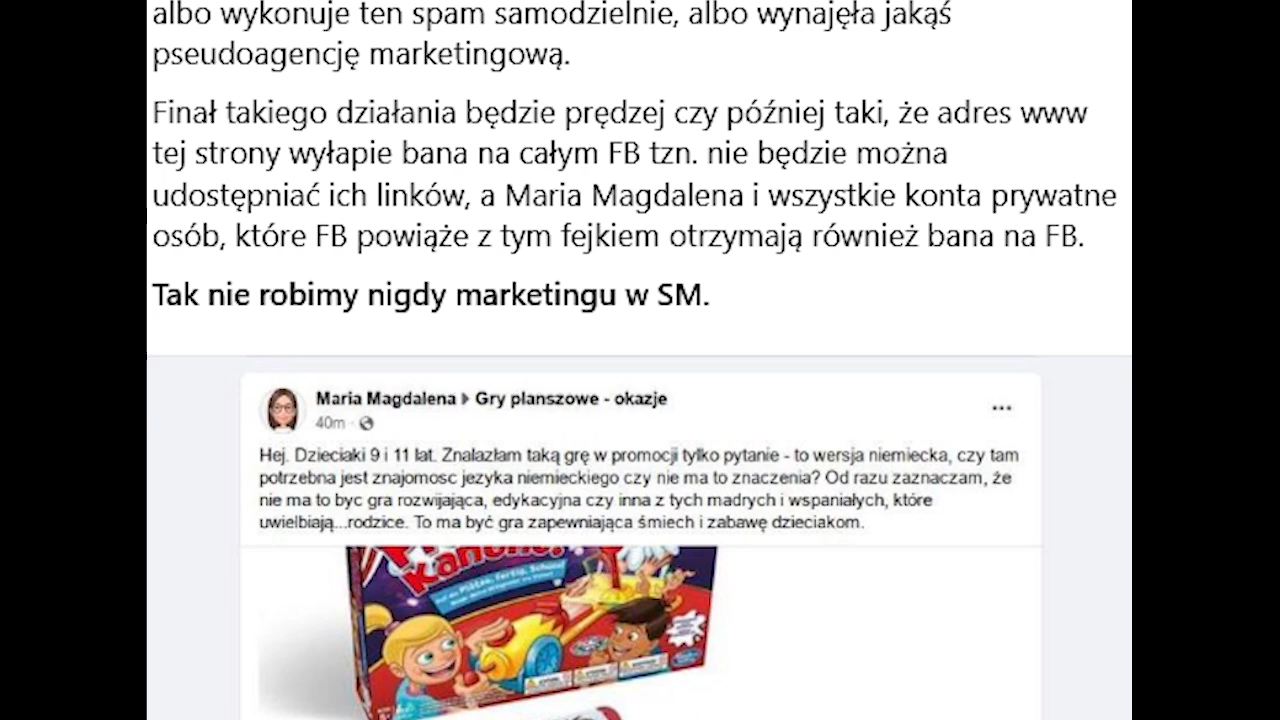 albo wykonuje ten spam samodzielnie, albo wynajęła jakąś
pseudoagencję marketingową.
Finał takiego działania będzie prędzej czy później taki, że adres www
tej strony wyłapie bana na całym FB tzn. nie będzie można
udostępniać ich linków, a Maria Magdalena i wszystkie konta prywatne
osób, które FB powiąże z tym fejkiem otrzymają również bana na FB.
Tak nie robimy nigdy marketingu w SM.
Maria Magdalena Gry planszowe - okazje
40m
Hej. Dzieciaki 9 i 11 lat. Znalazłam taką grę w promocji tylko pytanie - to wersja niemiecka, czy tam
potrzebna jest znajomosc jezyka niemieckiego czy nie ma to znaczenia? Od razu zaznaczam, że
nie ma to byc gra rozwijająca, edykacyjna czy inna z tych madrych i wspaniałych, które
uwielbiają...rodzice. To ma być gra zapewniająca śmiech i zabawę dzieciakom.